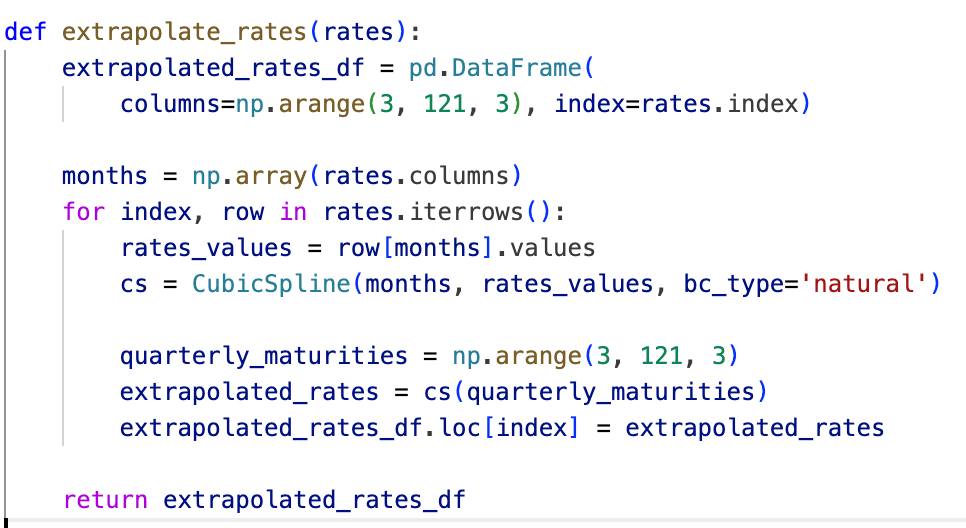 def extrapolate_rates(rates):
    extrapolated_rates_df = pd.DataFrame(
        columns=np.arange(3, 121, 3), index=rates.index)

    months = np.array(rates.columns)
    for index, row in rates.iterrows():
        rates_values = row[months].values
        cs = CubicSpline(months, rates_values, bc_type='natural')

        quarterly_maturities = np.arange(3, 121, 3)
        extrapolated_rates = cs(quarterly_maturities)
        extrapolated_rates_df.loc[index] = extrapolated_rates

    return extrapolated_rates_df